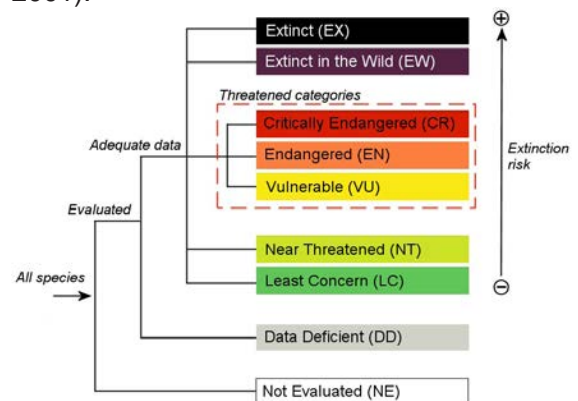 Extinct (EX)
Extinct in the Wild (EW)
Threatened categories
Critically Endangered (CR)
Adequate data
Endangered (EN)
Extinction
risk
Vulnerable (VU)
Evaluated
Near Threatened (NT)
All species
Least Concern (LC)
Data Deficient (DD)
Not Evaluated (NE)